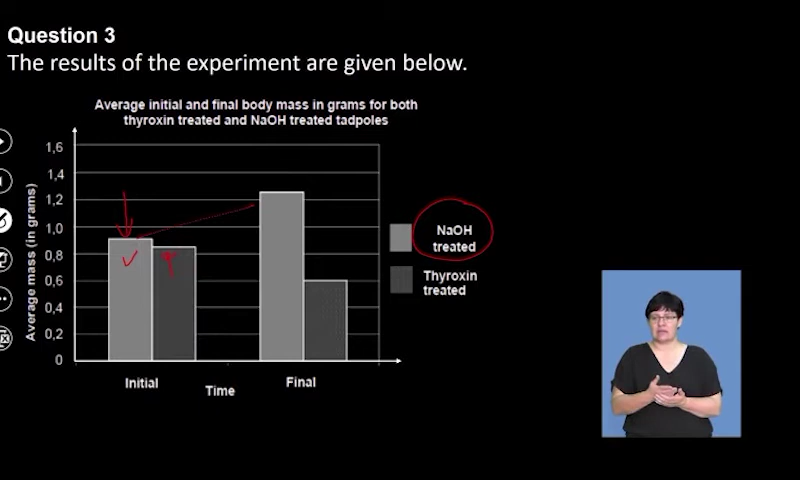 Question 3
The results of the experiment are given below.
Average initial and final body mass in grams for both
thyroxin treated and NaOH treated tadpoles
Average mass (in grams)
1,6
1,4
1,2
1,0
0,8
0,6
0,4
0,2
0
Initial
Time
Final
NaOH
treated
Thyroxin
treated